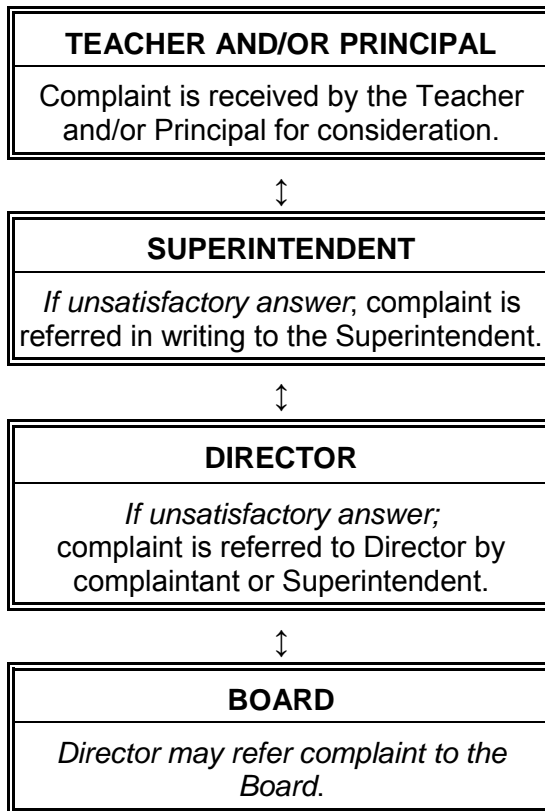 TEACHER AND/OR PRINCIPAL
Complaint is received by the Teacher
and/or Principal for consideration.
↕
SUPERINTENDENT
If unsatisfactory answer; complaint is
referred in writing to the Superintendent.
↕
DIRECTOR
If unsatisfactory answer;
complaint is referred to Director by
complainant or Superintendent.
↕
BOARD
Director may refer complaint to the
Board.